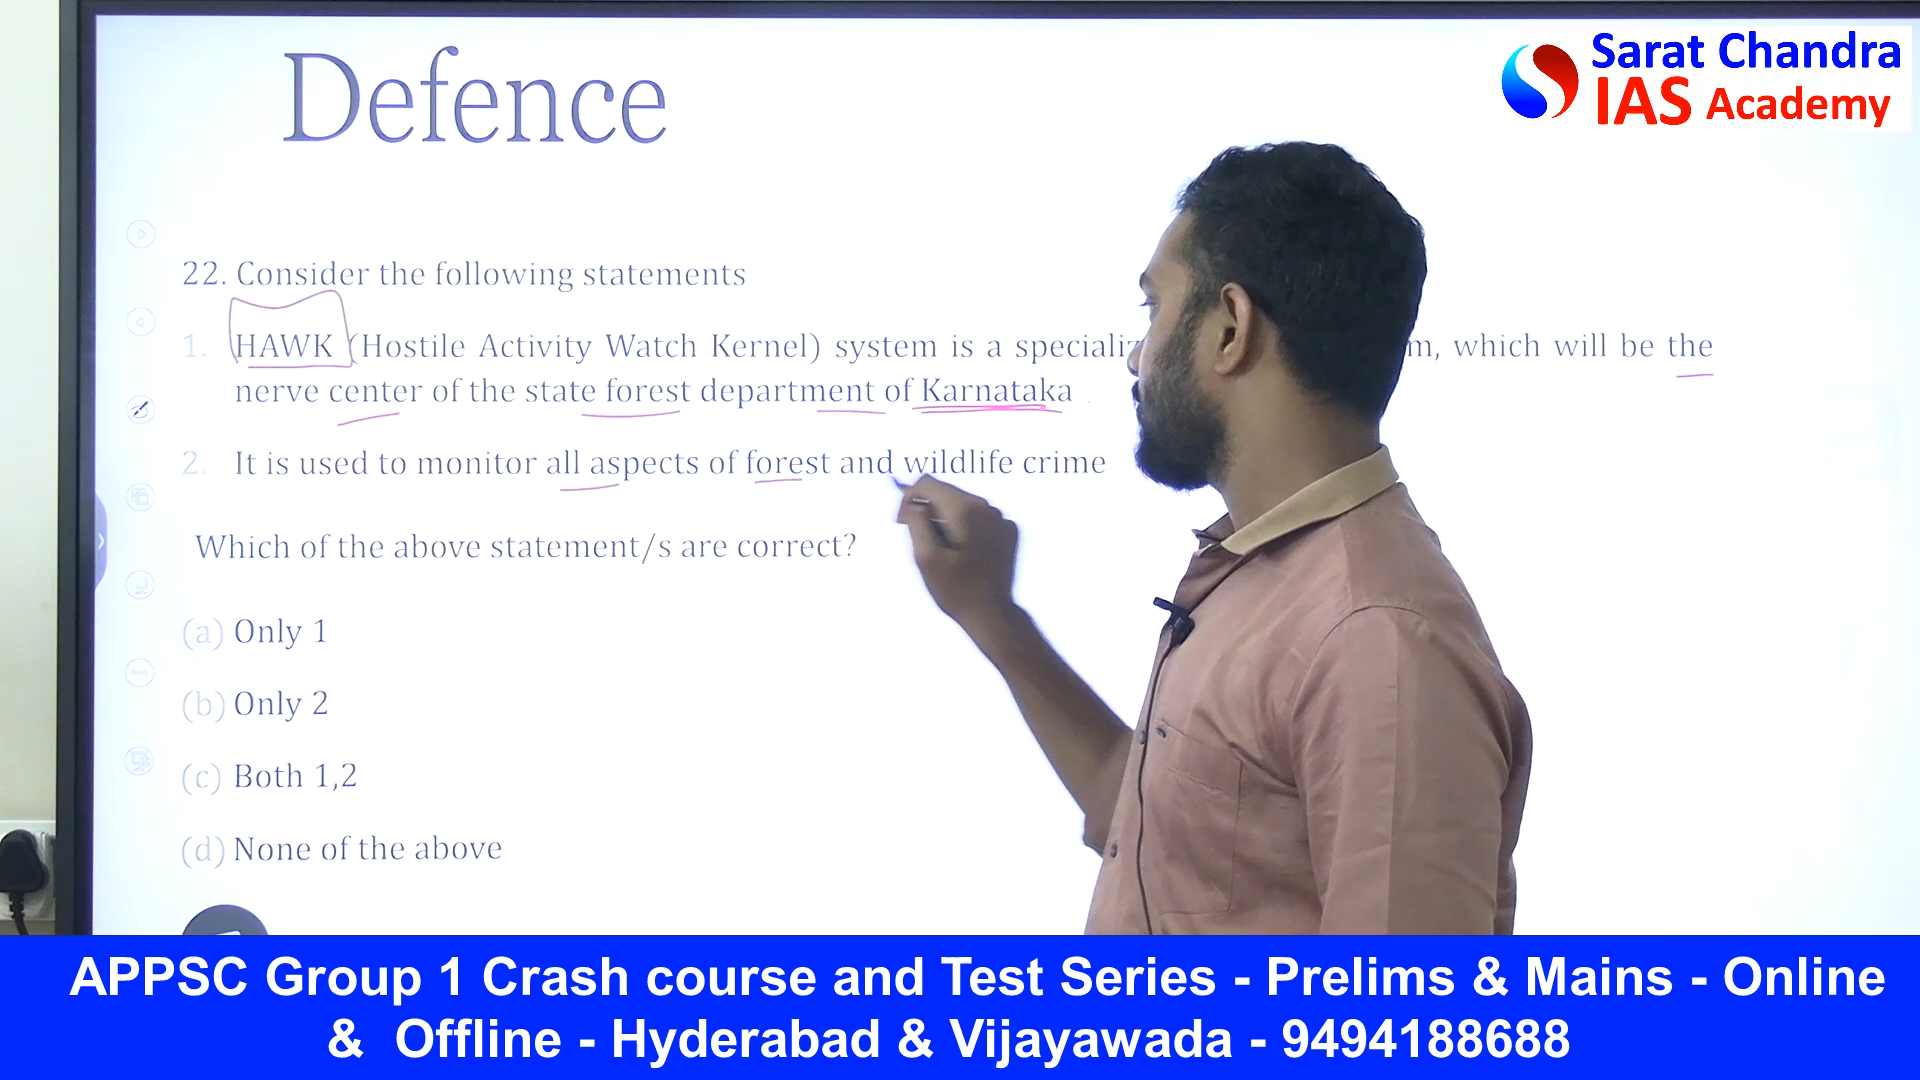 Defence
Sarat Chandra
IAS Academy
22. Consider the following statements
1. HAWK (Hostile Activity Watch Kernel) system is a which will be the
nerve center of the state forest department of Karnataka
2. It is used to monitor all aspects of forest and wildlife crime
Which of the above statement/s are correct?
(a) Only 1
(b) Only 2
(c) Both 1,2
(d) None of the above
APPSC Group 1 Crash course and Test Series - Prelims & Mains - Online
& Offline - Hyderabad & Vijayawada - 9494188688